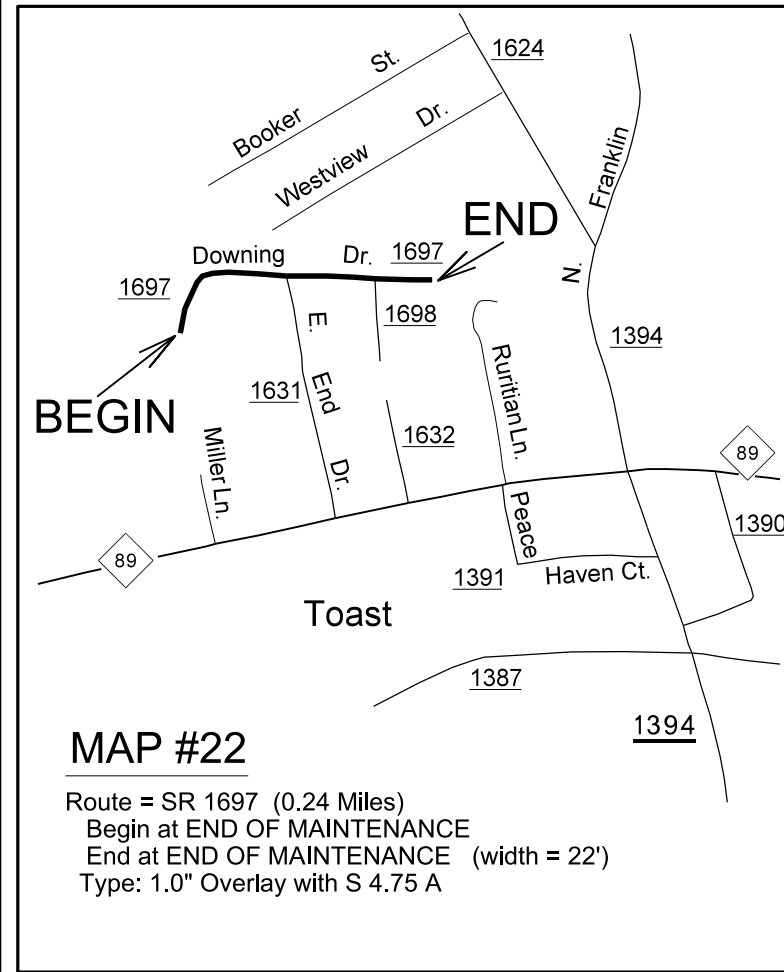 1624
Booker St.
Westview Dr.
Franklin
END
Downing Dr. 1697
1697
N.
1698
1394
BEGIN
E. End Dr.
1631
Ruritian Ln.
Miller Ln.
1632
89
Peace
1390
89
1391
Haven Ct.
Toast
1387
1394
MAP #22
Route = SR 1697 (0.24 Miles)
Begin at END OF MAINTENANCE
End at END OF MAINTENANCE (width = 22')
Type: 1.0" Overlay with S 4.75 A